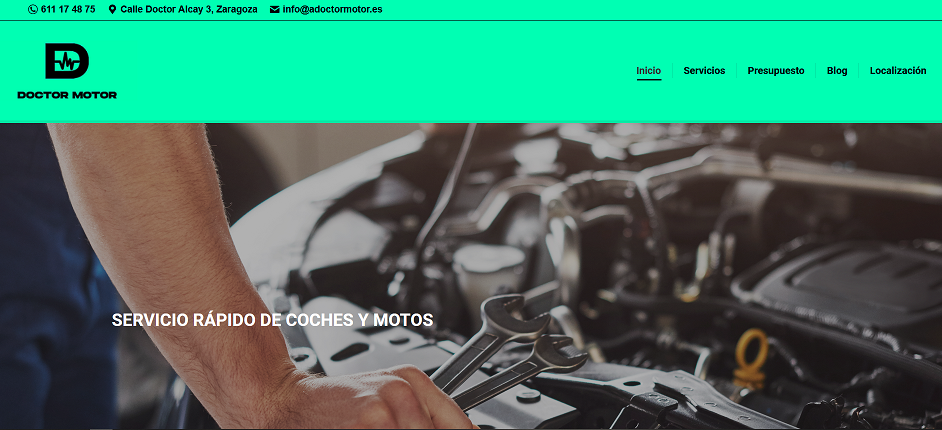 611 17 48 75 Calle Doctor Alcay 3, Zaragoza info@adoctormotor.es
D
DOCTOR MOTOR
Inicio Servicios Presupuesto Blog Localización
SERVICIO RÁPIDO DE COCHES Y MOTOS